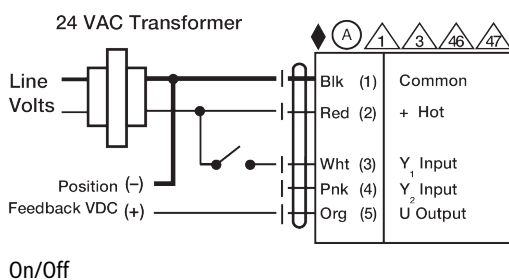 24 VAC Transformer
A 1 3 46 47
Line Volts
Blk (1) Common
Red (2) + Hot
Wht (3) Y1 Input
Pnk (4) Y2 Input
Org (5) U Output
Position (–)
Feedback VDC (+)
On/Off